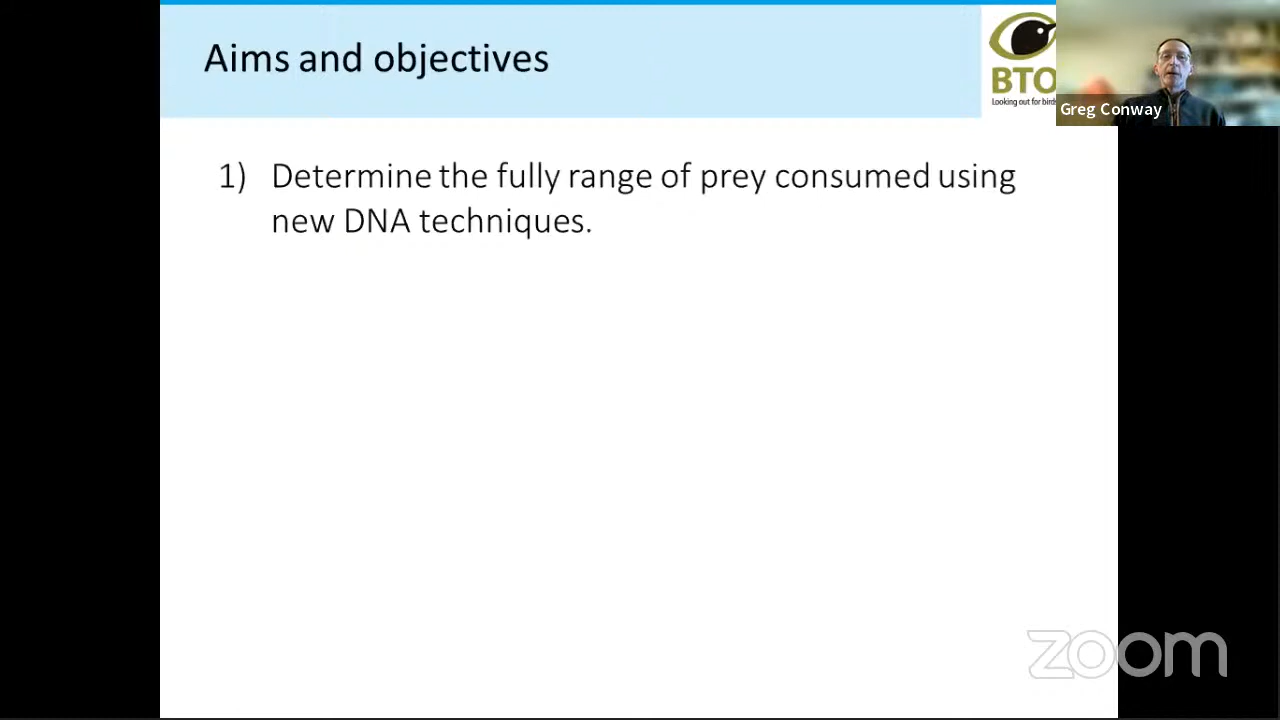 Aims and objectives
BTO
Looking out for birds
Greg Conway
1) Determine the fully range of prey consumed using
new DNA techniques.
zoom